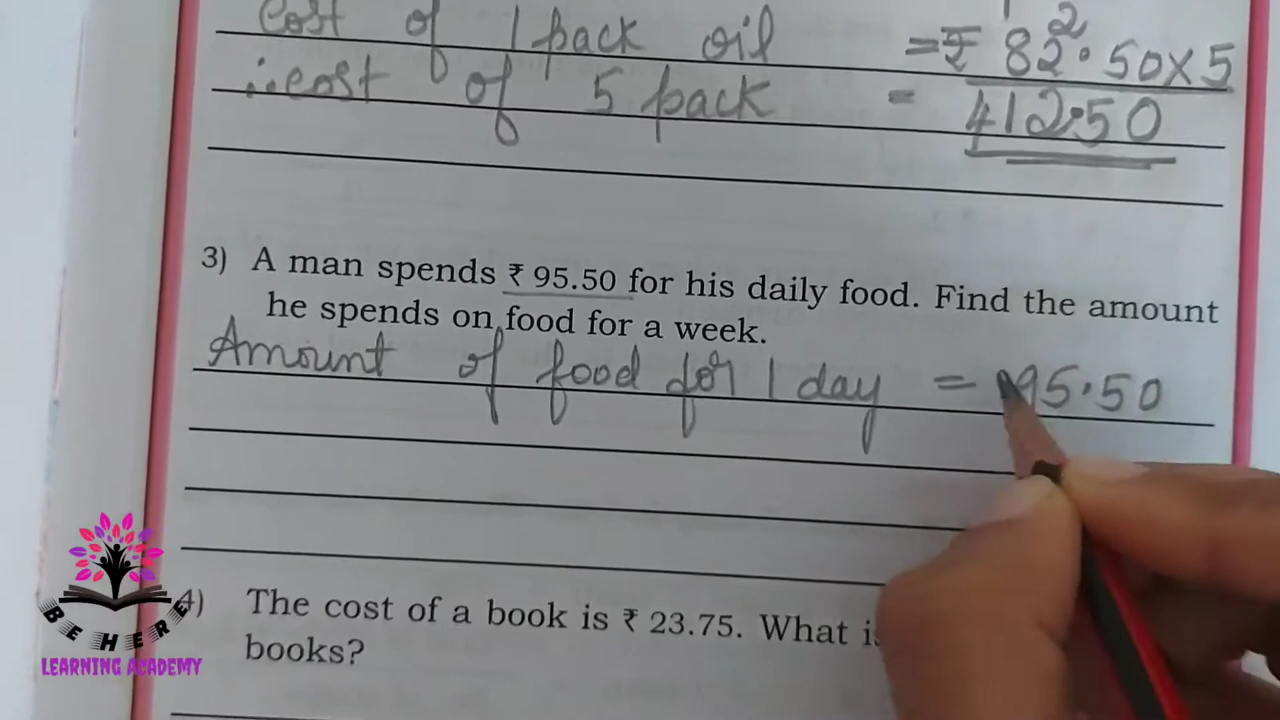 Cost of 1 pack oil = ₹ 82.50 x 5
∴ cost of 5 pack = 412.50
3) A man spends ₹ 95.50 for his daily food. Find the amount
he spends on food for a week.
Amount of food for 1 day = 95.50
4) The cost of a book is ₹ 23.75. What
books?
BE HERE
LEARNING ACADEMY